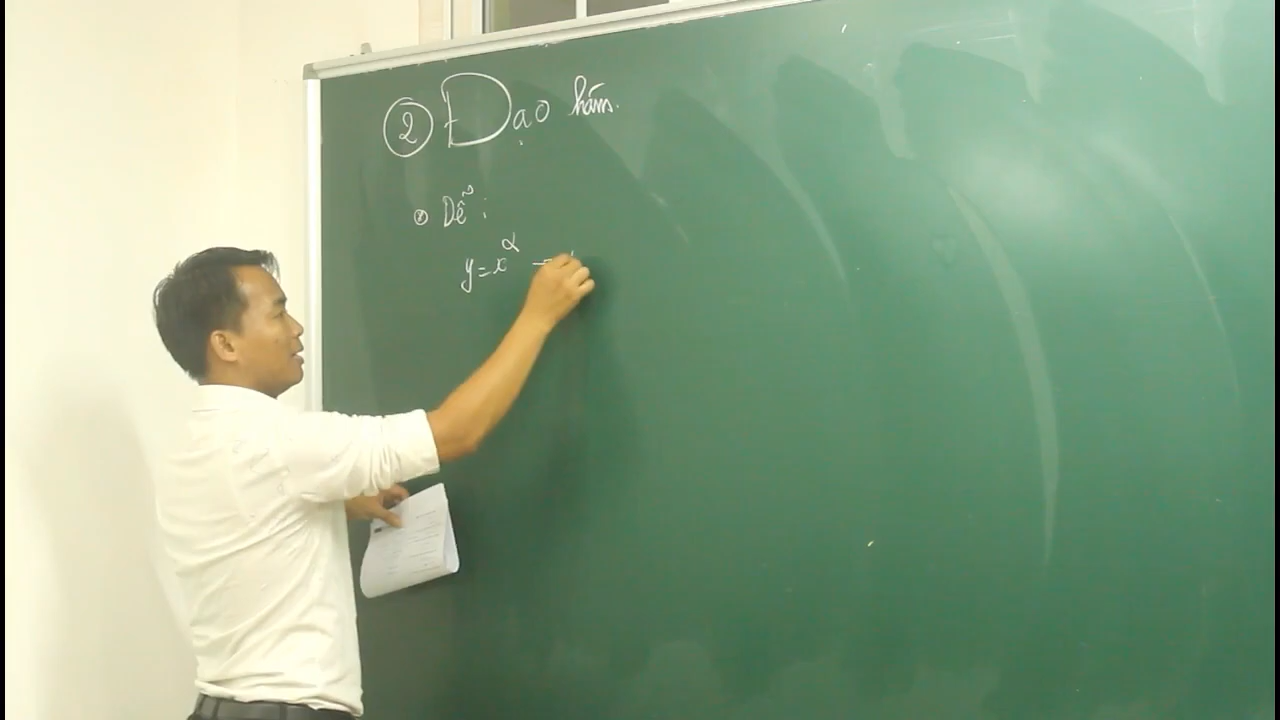 ② Đạo hàm.
⊛ Dễ :
y = x^α →